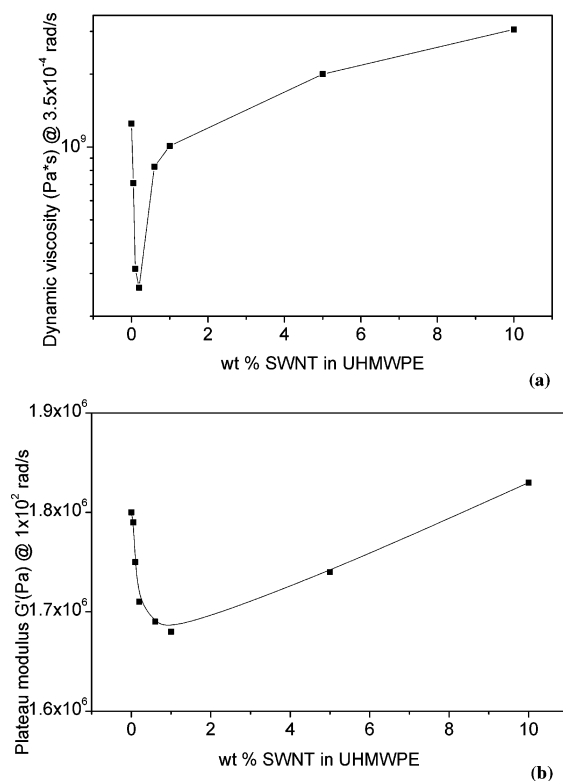 Dynamic viscosity (Pa*s) @ 3.5x10⁻⁴ rad/s
10⁹
0 2 4 6 8 10
wt % SWNT in UHMWPE
(a)
Plateau modulus G'(Pa) @ 1x10² rad/s
1.9x10⁶
1.8x10⁶
1.7x10⁶
1.6x10⁶
0 2 4 6 8 10
wt % SWNT in UHMWPE
(b)